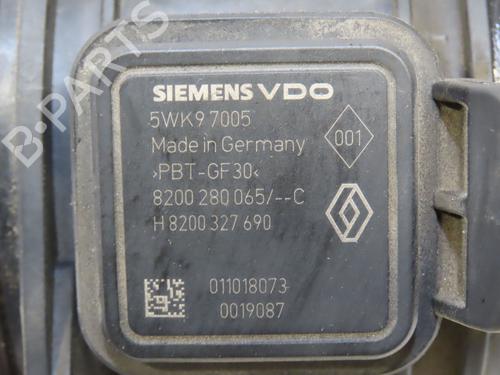 B-PARTS
SIEMENS VDO
5WK9 7005
Made in Germany
001
>PBT-GF30<
8200 280 065/--C
H 8200 327 690
011018073
0019087